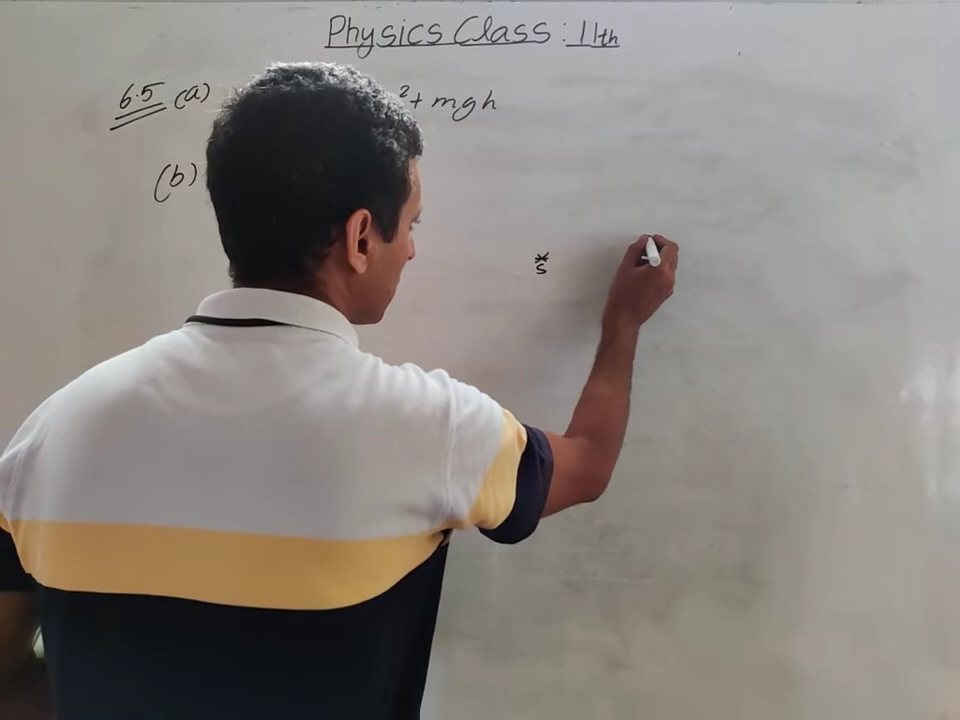 Physics Class : 11th
6.5 (a) ² + mgh
(b)
S